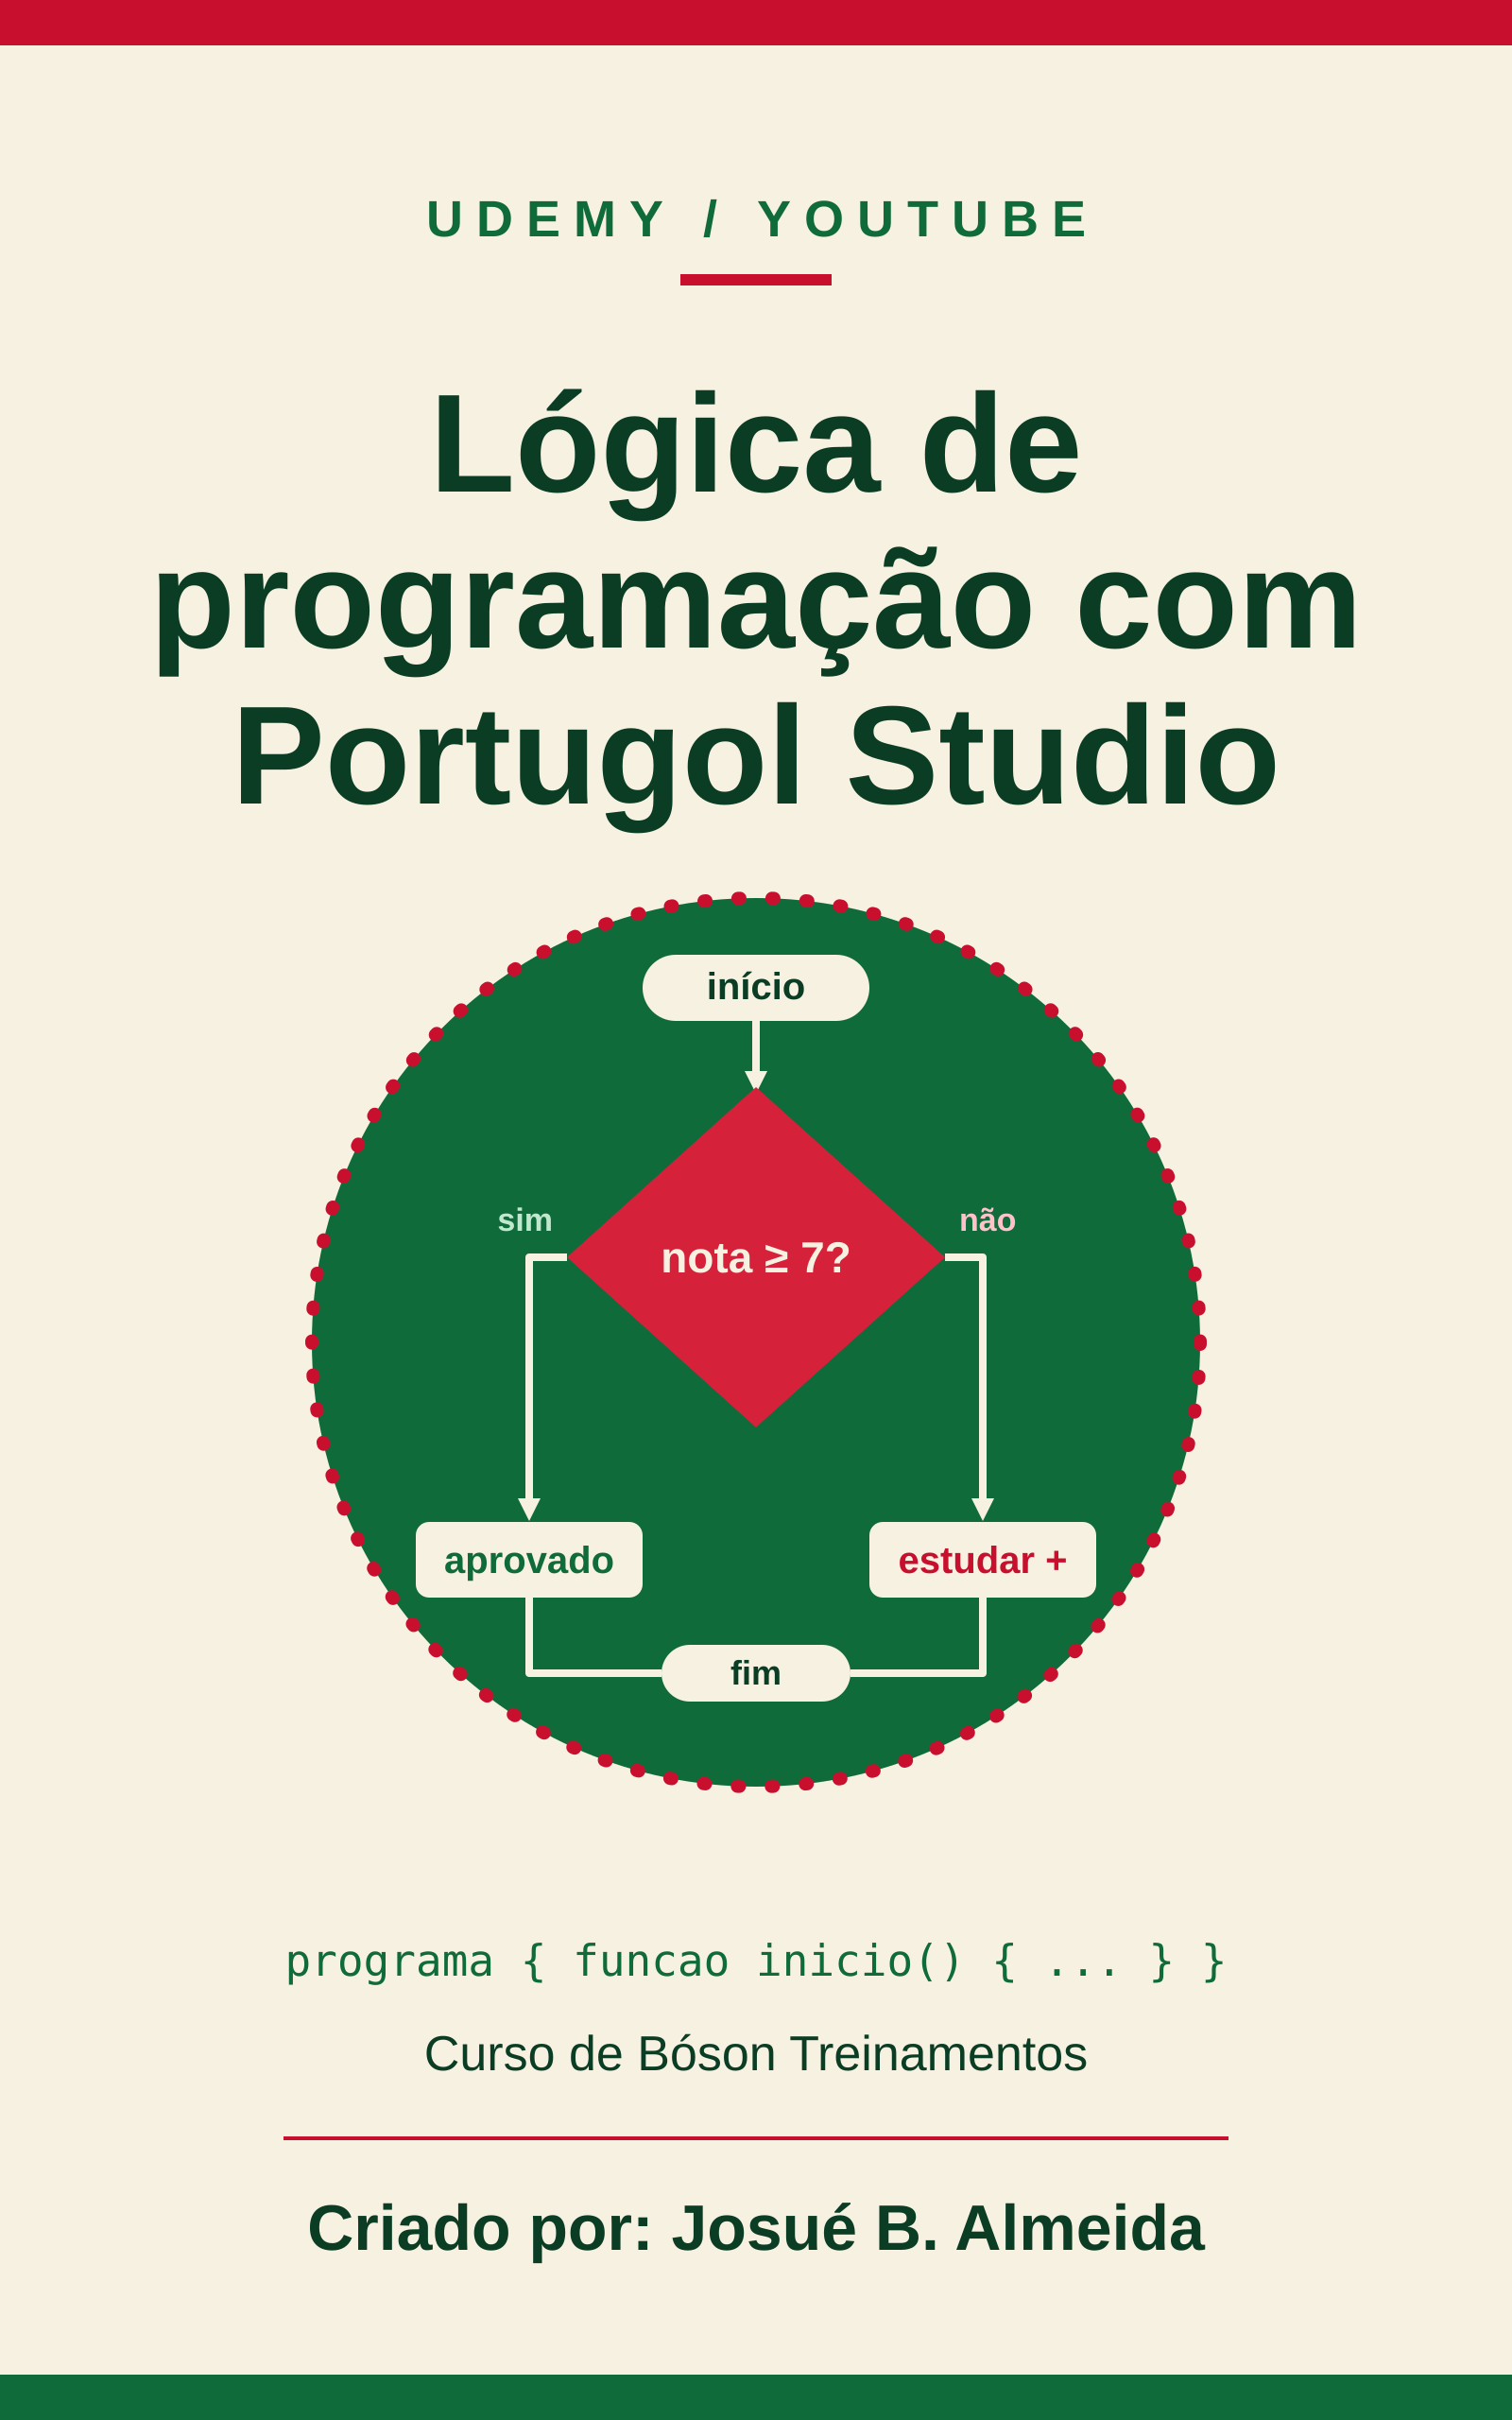 UDEMY / YOUTUBE
Lógica de
programação com
Portugol Studio
início
sim
não
nota ≥ 7?
aprovado
estudar +
fim
programa { funcao inicio() { ... } }
Curso de Bóson Treinamentos
Criado por: Josué B. Almeida